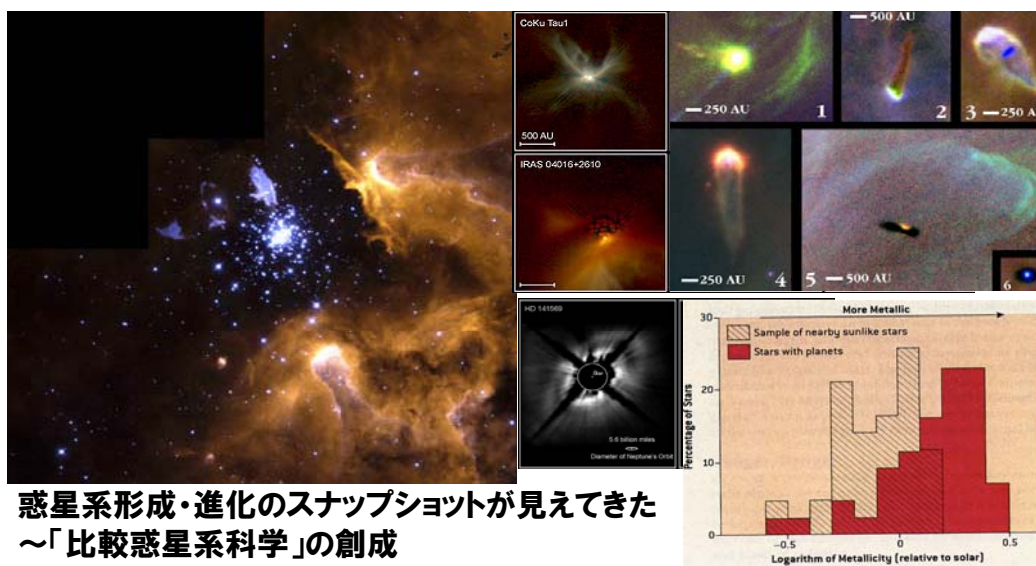 CoKu Tau1
500 AU
IRAS 04016+2610
250 AU
1
500 AU
2
3
250 AU
250 AU
4
5
500 AU
6
HD 141569
5.6 billion miles
Diameter of Neptune's Orbit
More Metallic
Sample of nearby sunlike stars
Stars with planets
Percentage of Stars
30
20
10
0
-0.5
0
0.5
Logarithm of Metallicity [relative to solar]
惑星系形成・進化のスナップショットが見えてきた
～「比較惑星系科学」の創成